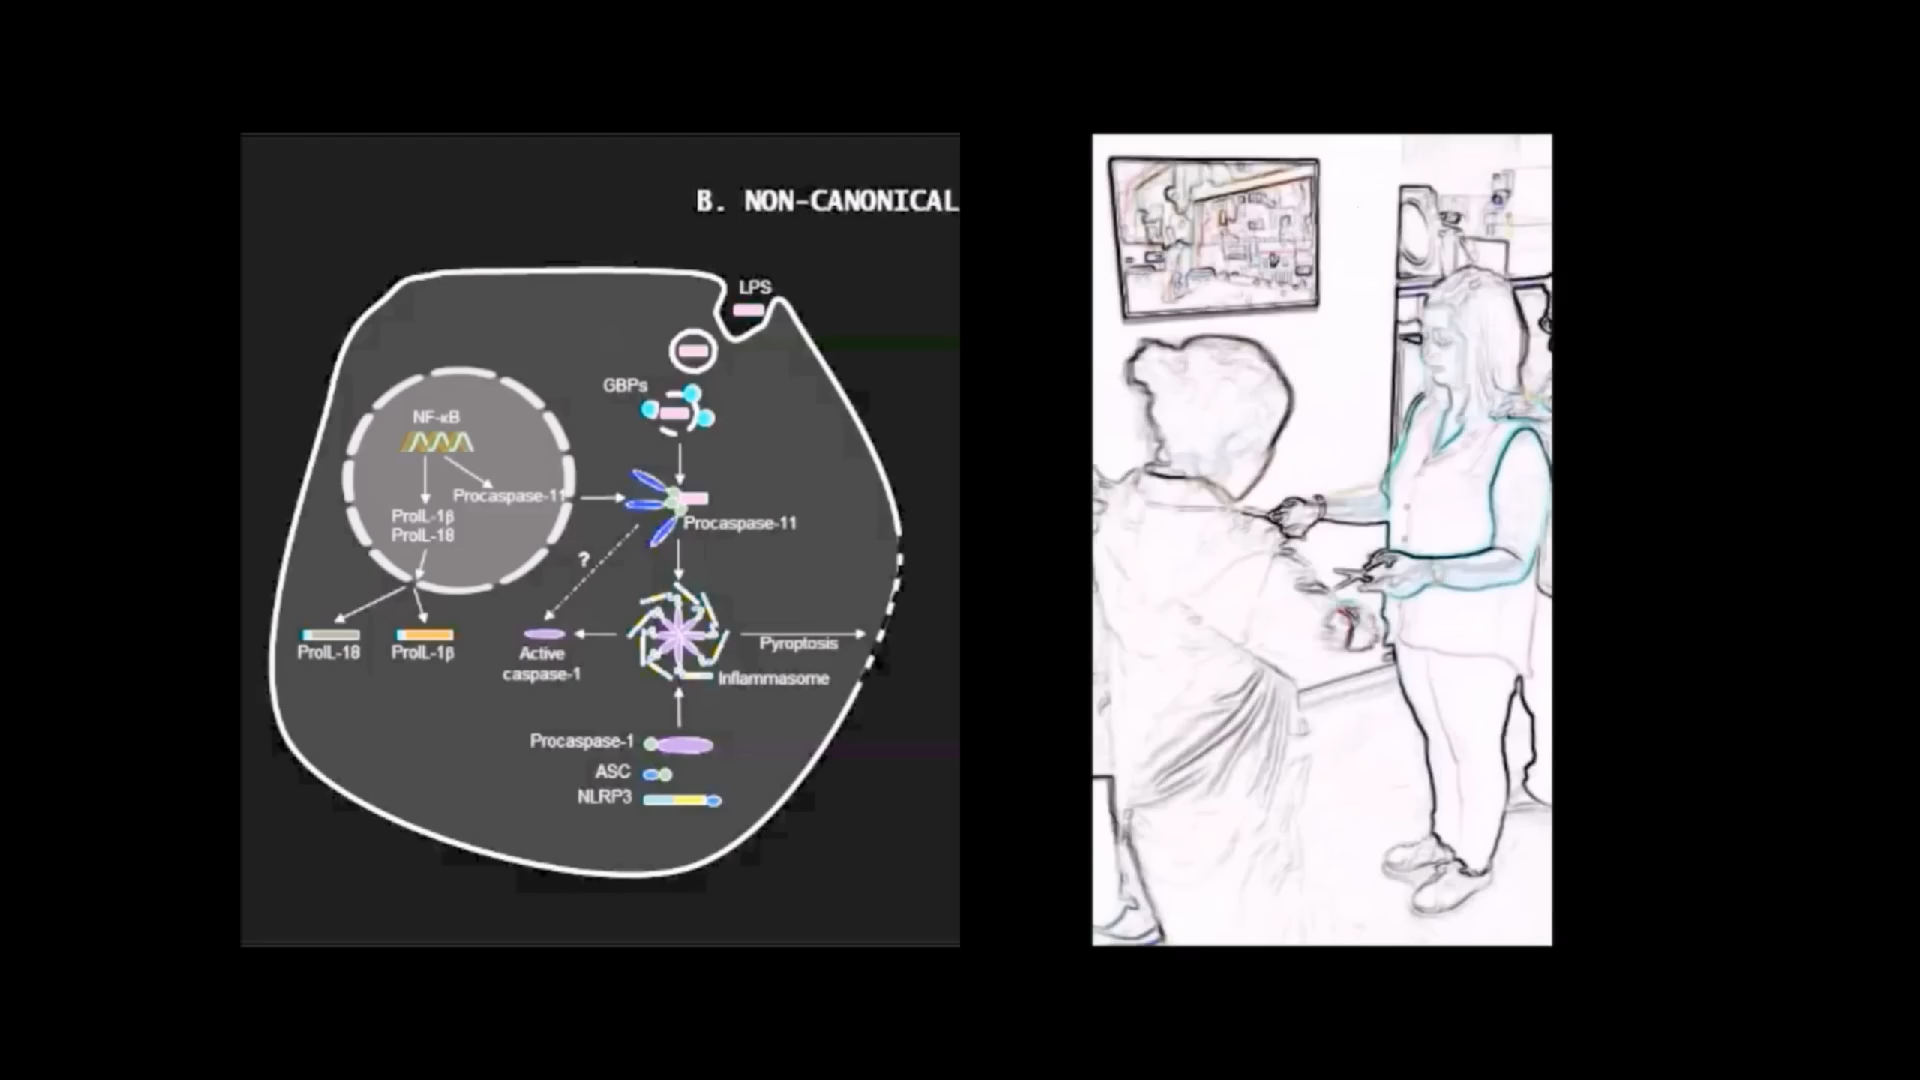 B. NON-CANONICAL
LPS
GBPs
NF-κB
Procaspase-11
ProIL-1β
ProIL-18
Procaspase-11
?
ProIL-18
ProIL-1β
Active
caspase-1
Pyroptosis
Inflammasome
Procaspase-1
ASC
NLRP3